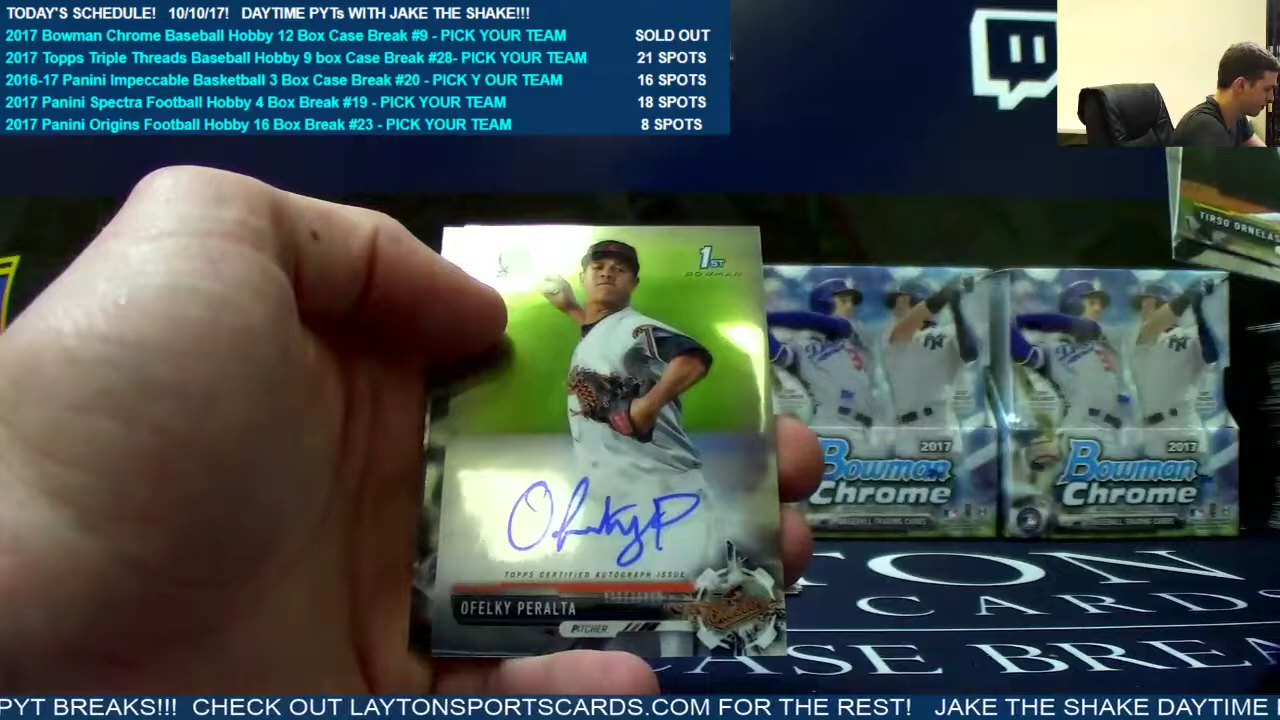 TODAY'S SCHEDULE! 10/10/17! DAYTIME PYTs WITH JAKE THE SHAKE!!!
2017 Bowman Chrome Baseball Hobby 12 Box Case Break #9 - PICK YOUR TEAM SOLD OUT
2017 Topps Triple Threads Baseball Hobby 9 box Case Break #28- PICK YOUR TEAM 21 SPOTS
2016-17 Panini Impeccable Basketball 3 Box Case Break #20 - PICK Y OUR TEAM 16 SPOTS
2017 Panini Spectra Football Hobby 4 Box Break #19 - PICK YOUR TEAM 18 SPOTS
2017 Panini Origins Football Hobby 16 Box Break #23 - PICK YOUR TEAM 8 SPOTS
TIRSO ORNELAS
1ST
BOWMAN
Ofelky P
TOPPS CERTIFIED AUTOGRAPH ISSUE
OFELKY PERALTA
PITCHER
Orioles
2017
Bowman
Chrome
2017
Bowman
Chrome
TON
CARDS
CASE BREA
PYT BREAKS!!! CHECK OUT LAYTONSPORTSCARDS.COM FOR THE REST! JAKE THE SHAKE DAYTIME